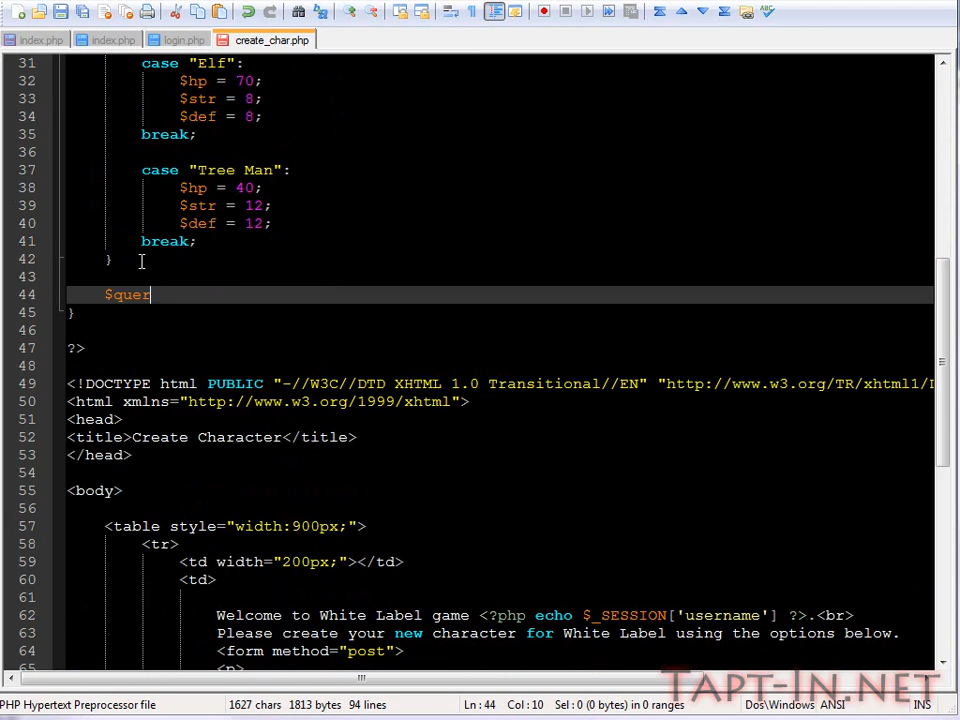 index.php index.php login.php create_char.php
31 case "Elf":
32 $hp = 70;
33 $str = 8;
34 $def = 8;
35 break;
36
37 case "Tree Man":
38 $hp = 40;
39 $str = 12;
40 $def = 12;
41 break;
42 }
43
44 $quer
45 }
46
47 ?>
48
49 <!DOCTYPE html PUBLIC "-//W3C//DTD XHTML 1.0 Transitional//EN" "http://www.w3.org/TR/xhtml1/
50 <html xmlns="http://www.w3.org/1999/xhtml">
51 <head>
52 <title>Create Character</title>
53 </head>
54
55 <body>
56
57 <table style="width:900px;">
58 <tr>
59 <td width="200px;"></td>
60 <td>
61
62 Welcome to White Label game <?php echo $_SESSION['username'] ?>.<br>
63 Please create your new character for White Label using the options below.
64 <form method="post">
65 <p>
TAPT-IN.NET
PHP Hypertext Preprocessor file 1627 chars 1813 bytes 94 lines Ln : 44 Col : 10 Sel : 0 (0 bytes) in 0 ranges Dos\Windows ANSI INS